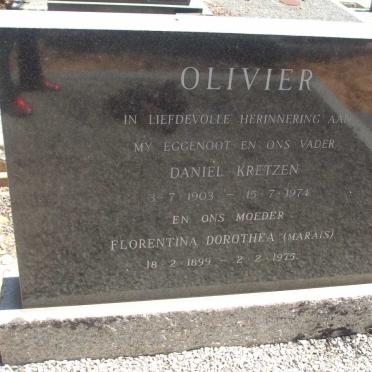 OLIVIER
IN LIEFDEVOLLE HERINNERING AAN
MY EGGENOOT EN ONS VADER
DANIEL KRETZEN
3-7-1903 - 15-7-1974
EN ONS MOEDER
FLORENTINA DOROTHEA (MARAIS)
18-2-1899 - 2-2-1975.